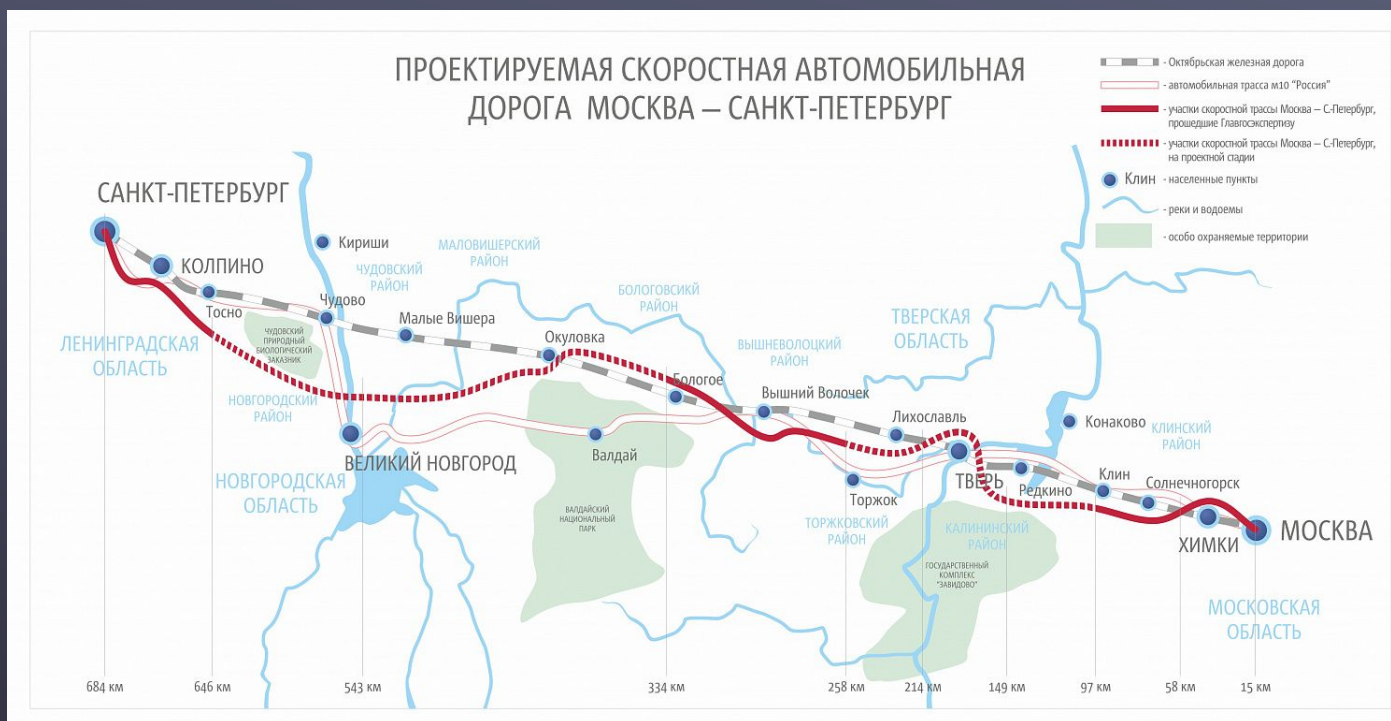 ПРОЕКТИРУЕМАЯ СКОРОСТНАЯ АВТОМОБИЛЬНАЯ
ДОРОГА МОСКВА – САНКТ-ПЕТЕРБУРГ
- Октябрьская железная дорога
- автомобильная трасса м10 "Россия"
- участки скоростной трассы Москва – С.-Петербург,
прошедшие Главгосэкспертизу
- участки скоростной трассы Москва – С.-Петербург,
на проектной стадии
Клин - населенные пункты
- реки и водоемы
- особо охраняемые территории
САНКТ-ПЕТЕРБУРГ
КОЛПИНО
Тосно
Кириши
ЧУДОВСКИЙ
РАЙОН
Чудово
МАЛОВИШЕРСКИЙ
РАЙОН
Малые Вишера
ЛЕНИНГРАДСКАЯ
ОБЛАСТЬ
ЧУДОВСКИЙ
ПРИРОДНЫЙ
БИОЛОГИЧЕСКИЙ
ЗАКАЗНИК
НОВГОРОДСКИЙ
РАЙОН
Окуловка
БОЛОГОВСИКЙ
РАЙОН
Бологое
ВЫШНЕВОЛОЦКИЙ
РАЙОН
Вышний Волочек
ТВЕРСКАЯ
ОБЛАСТЬ
Лихославль
Конаково
КЛИНСКИЙ
РАЙОН
ВЕЛИКИЙ НОВГОРОД
НОВГОРОДСКАЯ
ОБЛАСТЬ
Валдай
ВАЛДАЙСКИЙ
НАЦИОНАЛЬНЫЙ
ПАРК
Торжок
ТОРЖКОВСКИЙ
РАЙОН
ТВЕРЬ
Редкино
Клин
Солнечногорск
КАЛИНИНСКИЙ
РАЙОН
ГОСУДАРСТВЕННЫЙ
КОМПЛЕКС
"ЗАВИДОВО"
ХИМКИ
МОСКВА
МОСКОВСКАЯ
ОБЛАСТЬ
684 км 646 км 543 км 334 км 258 км 214 км 149 км 97 км 58 км 15 км